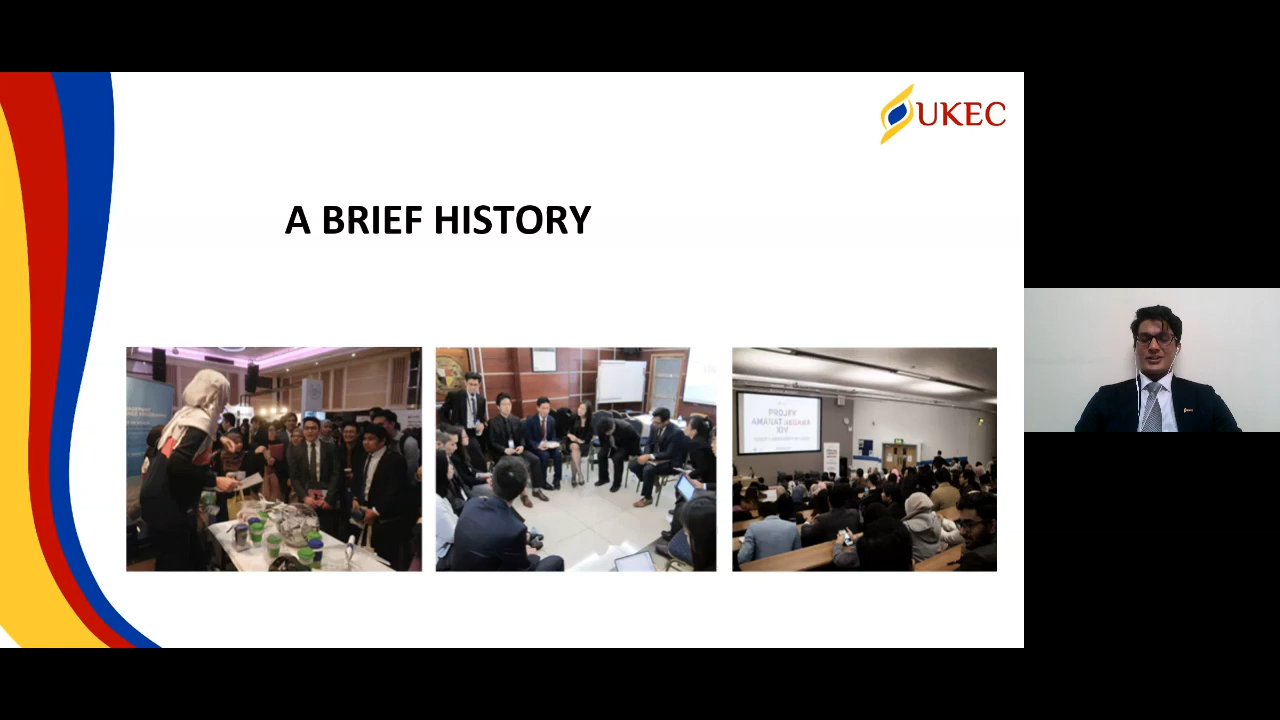 UKEC
A BRIEF HISTORY
PROJEK
AMANAT NEGARA
XIV